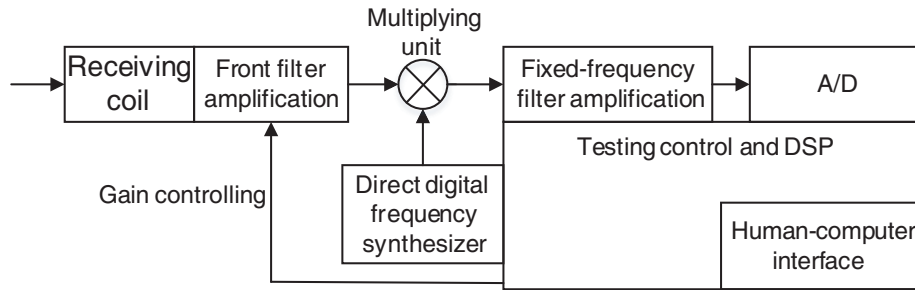 Multiplying
unit
Receiving
coil
Front filter
amplification
Fixed-frequency
filter amplification
A/D
Testing control and DSP
Gain controlling
Direct digital
frequency
synthesizer
Human-computer
interface